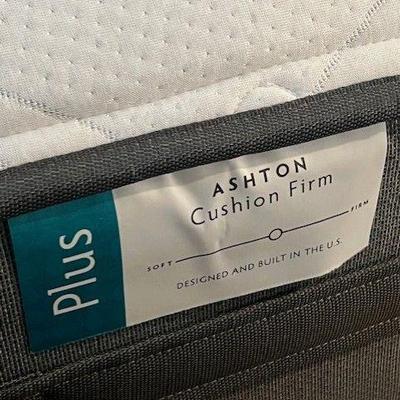 Plus
ASHTON
Cushion Firm
SOFT FIRM
DESIGNED AND BUILT IN THE U.S.